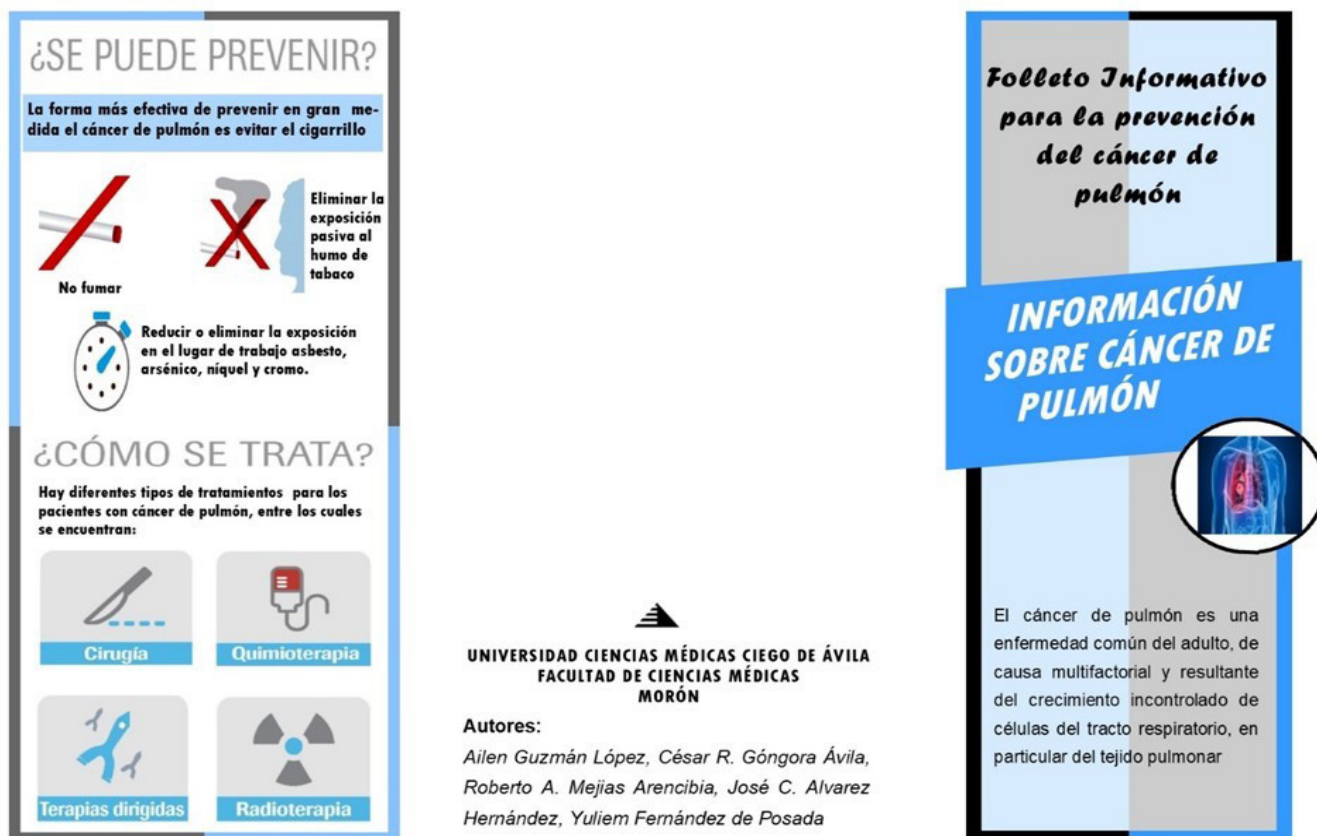 ¿SE PUEDE PREVENIR?
La forma más efectiva de prevenir en gran me-
dida el cáncer de pulmón es evitar el cigarrillo
No fumar
Eliminar la
exposición
pasiva al
humo de
tabaco
Reducir o eliminar la exposición
en el lugar de trabajo asbesto,
arsénico, níquel y cromo.
¿CÓMO SE TRATA?
Hay diferentes tipos de tratamientos para los
pacientes con cáncer de pulmón, entre los cuales
se encuentran:
Cirugía
Quimioterapia
Terapias dirigidas
Radioterapia
UNIVERSIDAD CIENCIAS MÉDICAS CIEGO DE ÁVILA
FACULTAD DE CIENCIAS MÉDICAS
MORÓN
Autores:
Ailen Guzmán López, César R. Góngora Ávila,
Roberto A. Mejias Arencibia, José C. Alvarez
Hernández, Yuliem Fernández de Posada
Folleto Informativo
para la prevención
del cáncer de
pulmón
INFORMACIÓN
SOBRE CÁNCER DE
PULMÓN
El cáncer de pulmón es una
enfermedad común del adulto, de
causa multifactorial y resultante
del crecimiento incontrolado de
células del tracto respiratorio, en
particular del tejido pulmonar